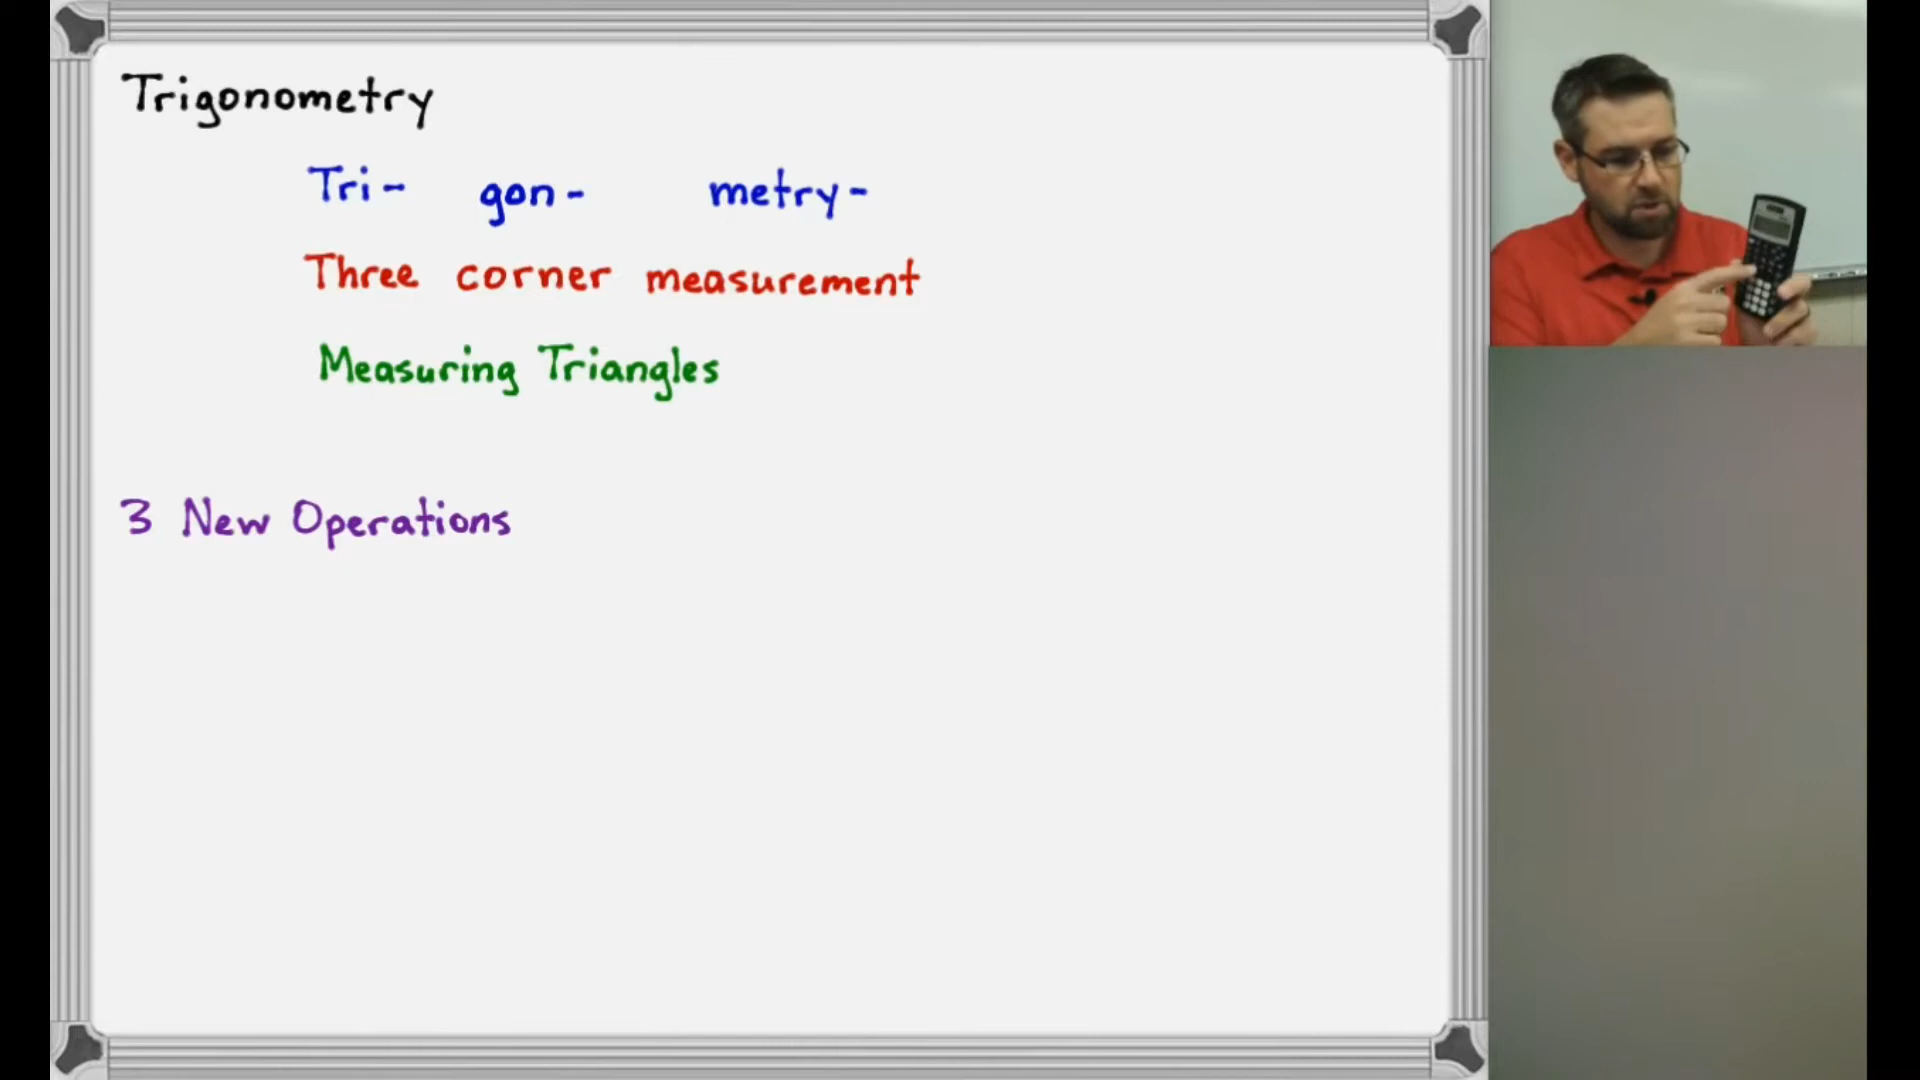 Trigonometry
Tri- gon- metry-
Three corner measurement
Measuring Triangles
3 New Operations